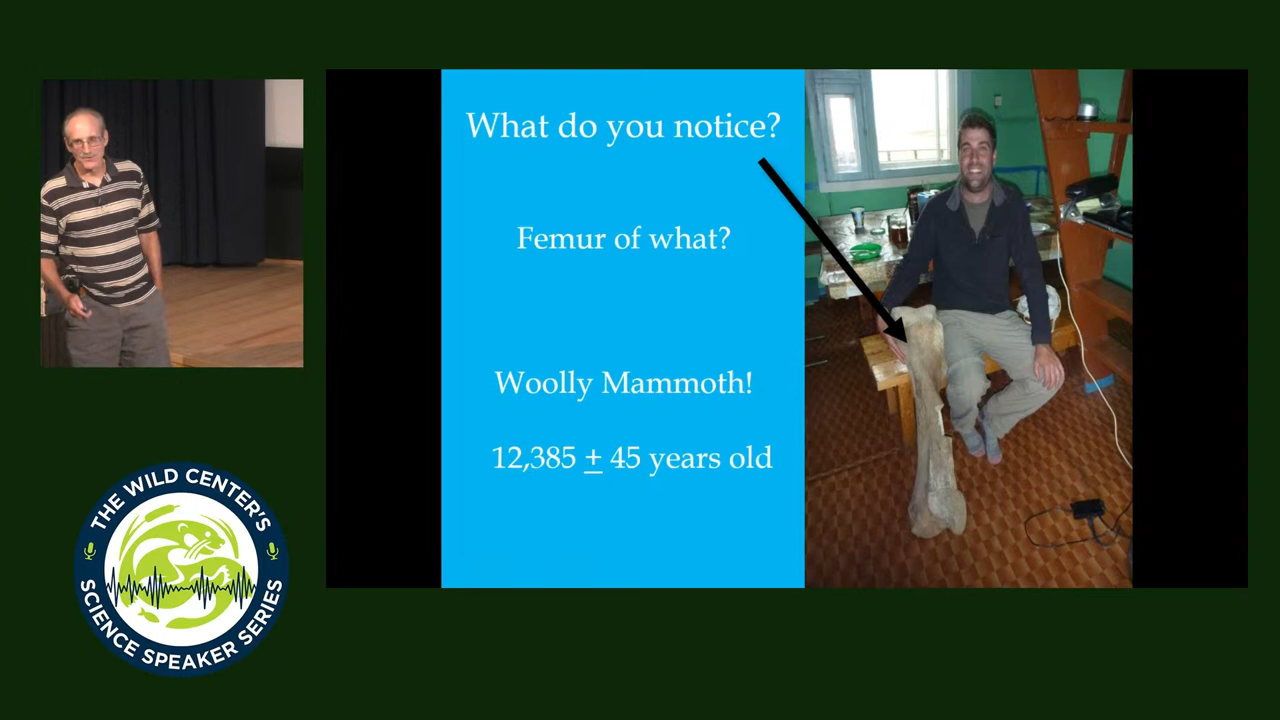 What do you notice?
Femur of what?
Woolly Mammoth!
12,385 ± 45 years old
THE WILD CENTER'S
SCIENCE SPEAKER SERIES